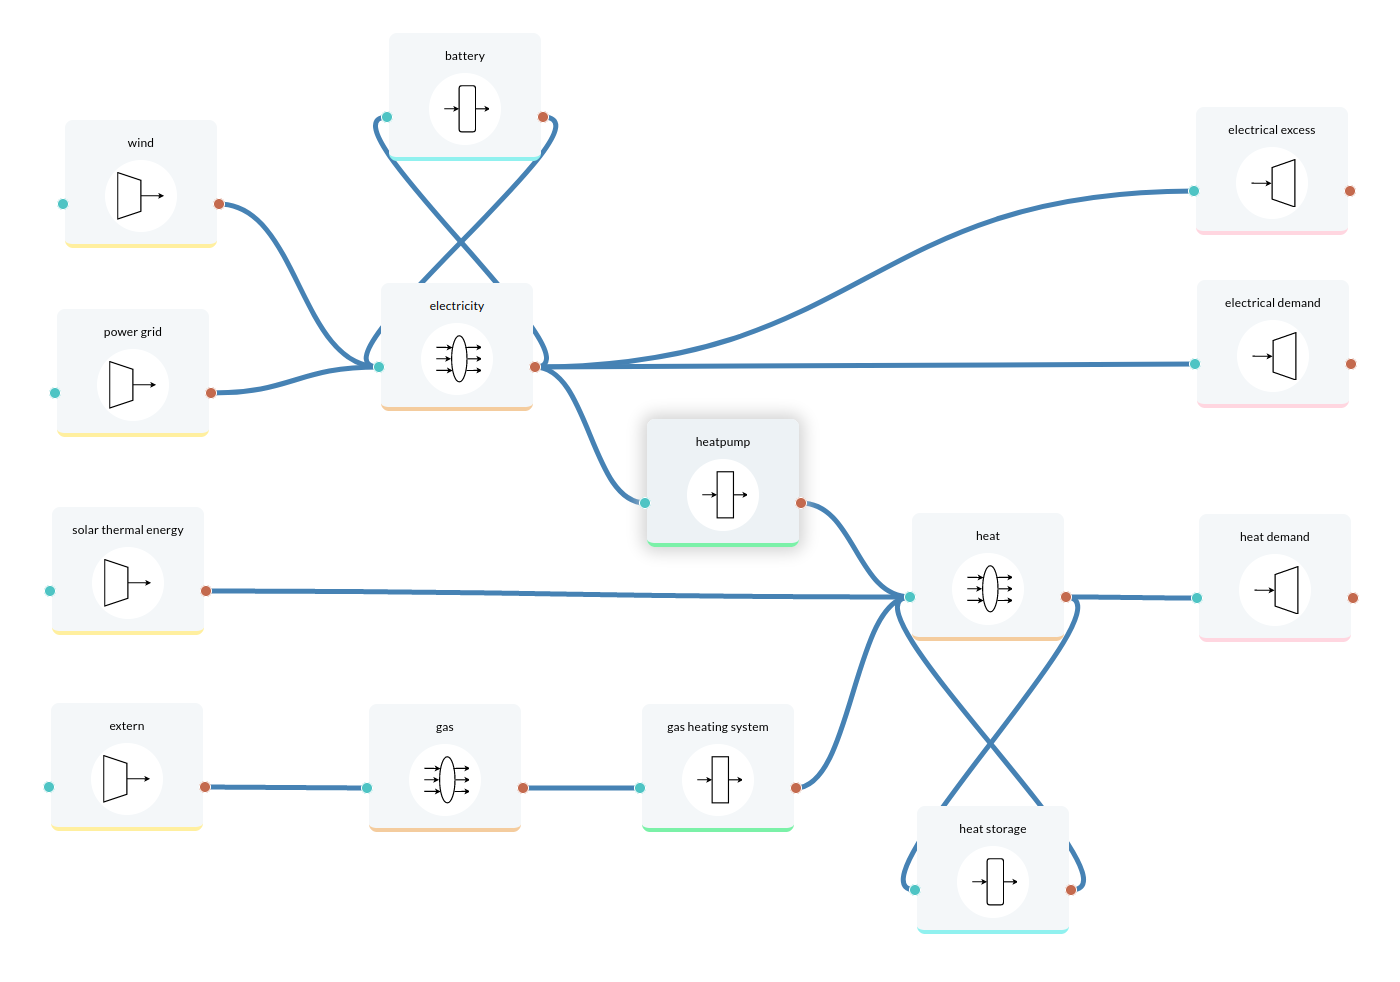 battery
wind
electrical excess
electricity
electrical demand
power grid
heatpump
solar thermal energy
heat
heat demand
extern
gas
gas heating system
heat storage